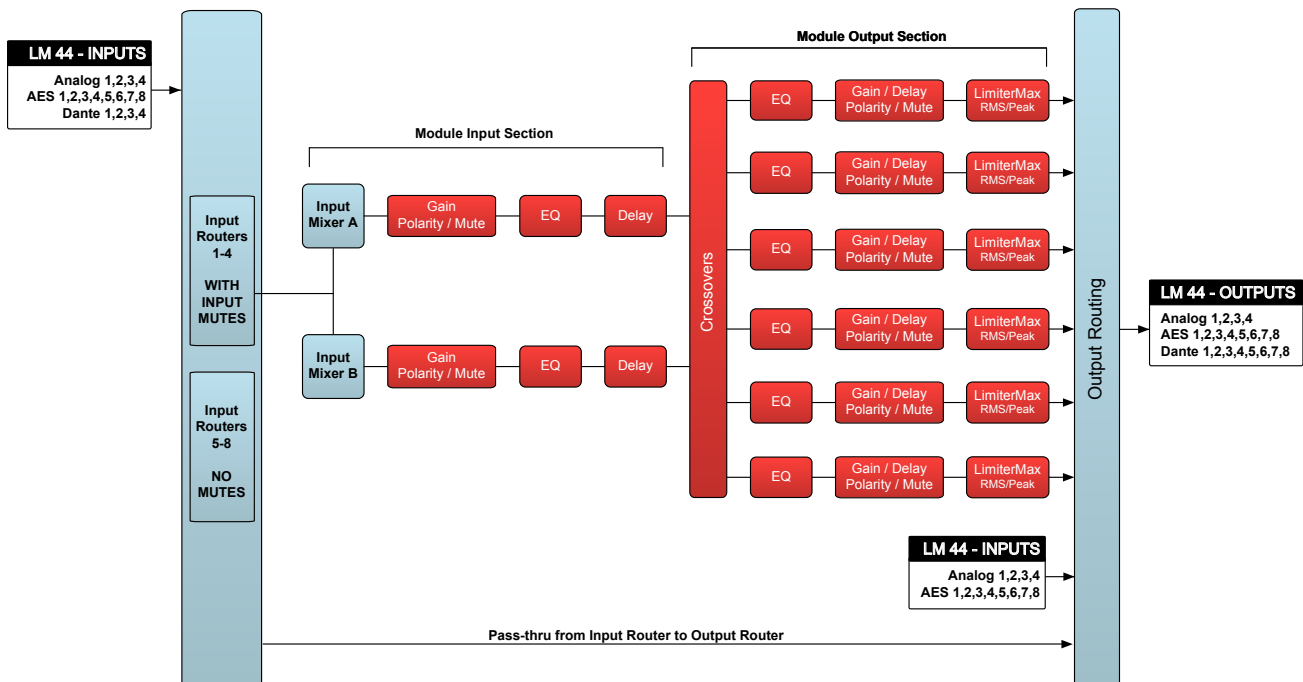 LM 44 - INPUTS
Analog 1,2,3,4
AES 1,2,3,4,5,6,7,8
Dante 1,2,3,4
Input
Routers
1-4
WITH
INPUT
MUTES
Input
Routers
5-8
NO
MUTES
Module Input Section
Input
Mixer A
Gain
Polarity / Mute
EQ
Delay
Input
Mixer B
Gain
Polarity / Mute
EQ
Delay
Crossovers
Module Output Section
EQ
Gain / Delay
Polarity / Mute
LimiterMax
RMS/Peak
EQ
Gain / Delay
Polarity / Mute
LimiterMax
RMS/Peak
EQ
Gain / Delay
Polarity / Mute
LimiterMax
RMS/Peak
EQ
Gain / Delay
Polarity / Mute
LimiterMax
RMS/Peak
EQ
Gain / Delay
Polarity / Mute
LimiterMax
RMS/Peak
EQ
Gain / Delay
Polarity / Mute
LimiterMax
RMS/Peak
LM 44 - INPUTS
Analog 1,2,3,4
AES 1,2,3,4,5,6,7,8
Pass-thru from Input Router to Output Router
Output Routing
LM 44 - OUTPUTS
Analog 1,2,3,4
AES 1,2,3,4,5,6,7,8
Dante 1,2,3,4,5,6,7,8